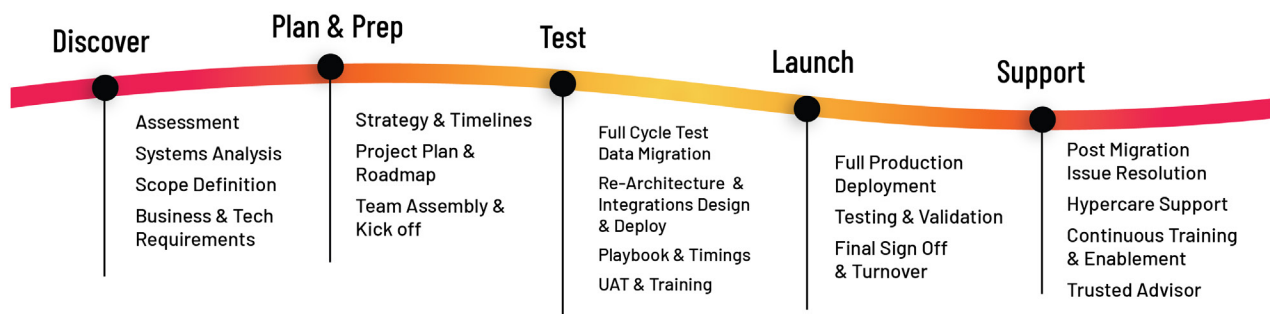 Discover
Assessment
Systems Analysis
Scope Definition
Business & Tech
Requirements
Plan & Prep
Strategy & Timelines
Project Plan &
Roadmap
Team Assembly &
Kick off
Test
Full Cycle Test
Data Migration
Re-Architecture &
Integrations Design
& Deploy
Playbook & Timings
UAT & Training
Launch
Full Production
Deployment
Testing & Validation
Final Sign Off
& Turnover
Support
Post Migration
Issue Resolution
Hypercare Support
Continuous Training
& Enablement
Trusted Advisor